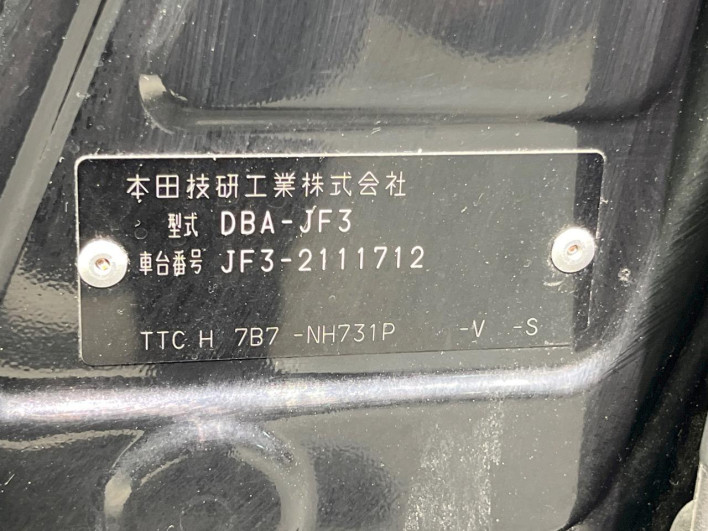 本田技研工業株式会社
型式 DBA-JF3
車台番号 JF3-2111712
TTC H 7B7 -NH731P -V -S